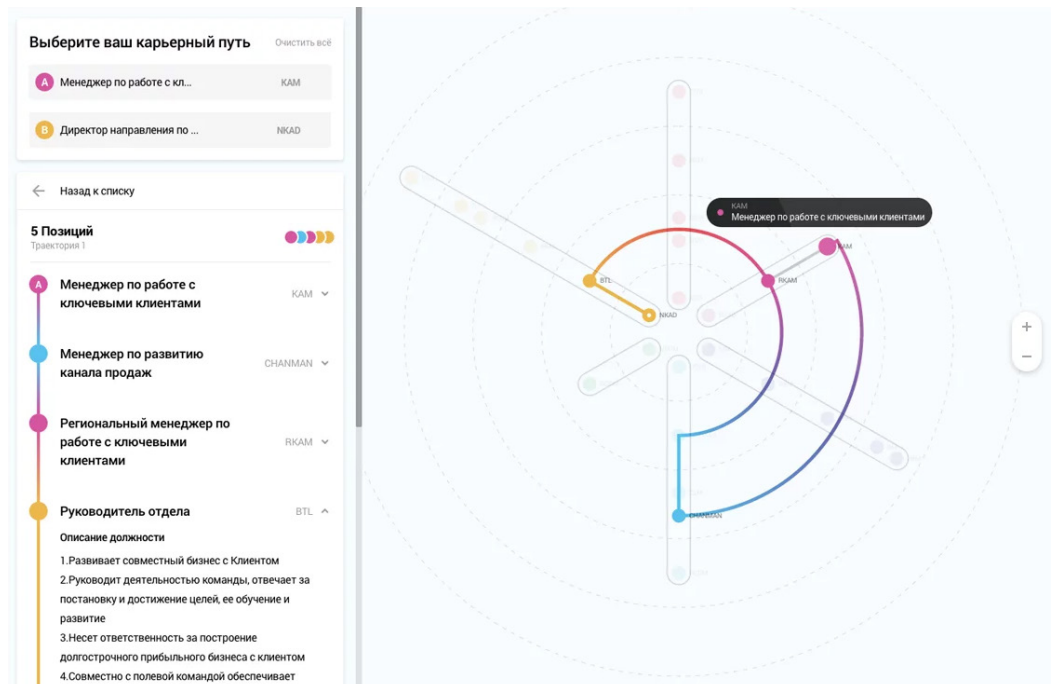 Выберите ваш карьерный путь
Очистить всё
A Менеджер по работе с кл... KAM
B Директор направления по ... NKAD
Назад к списку
5 Позиций
Траектория 1
A Менеджер по работе с
ключевыми клиентами
KAM
Менеджер по развитию
канала продаж
CHANMAN
Региональный менеджер по
работе с ключевыми
клиентами
RKAM
Руководитель отдела
BTL
Описание должности
1.Развивает совместный бизнес с Клиентом
2.Руководит деятельностью команды, отвечает за
постановку и достижение целей, ее обучение и
развитие
3.Несет ответственность за построение
долгострочного прибыльного бизнеса с клиентом
4.Совместно с полевой командой обеспечивает
KAM
Менеджер по работе с ключевыми клиентами
KAM
RKAM
BTL
NKAD
CHANMAN
+
−